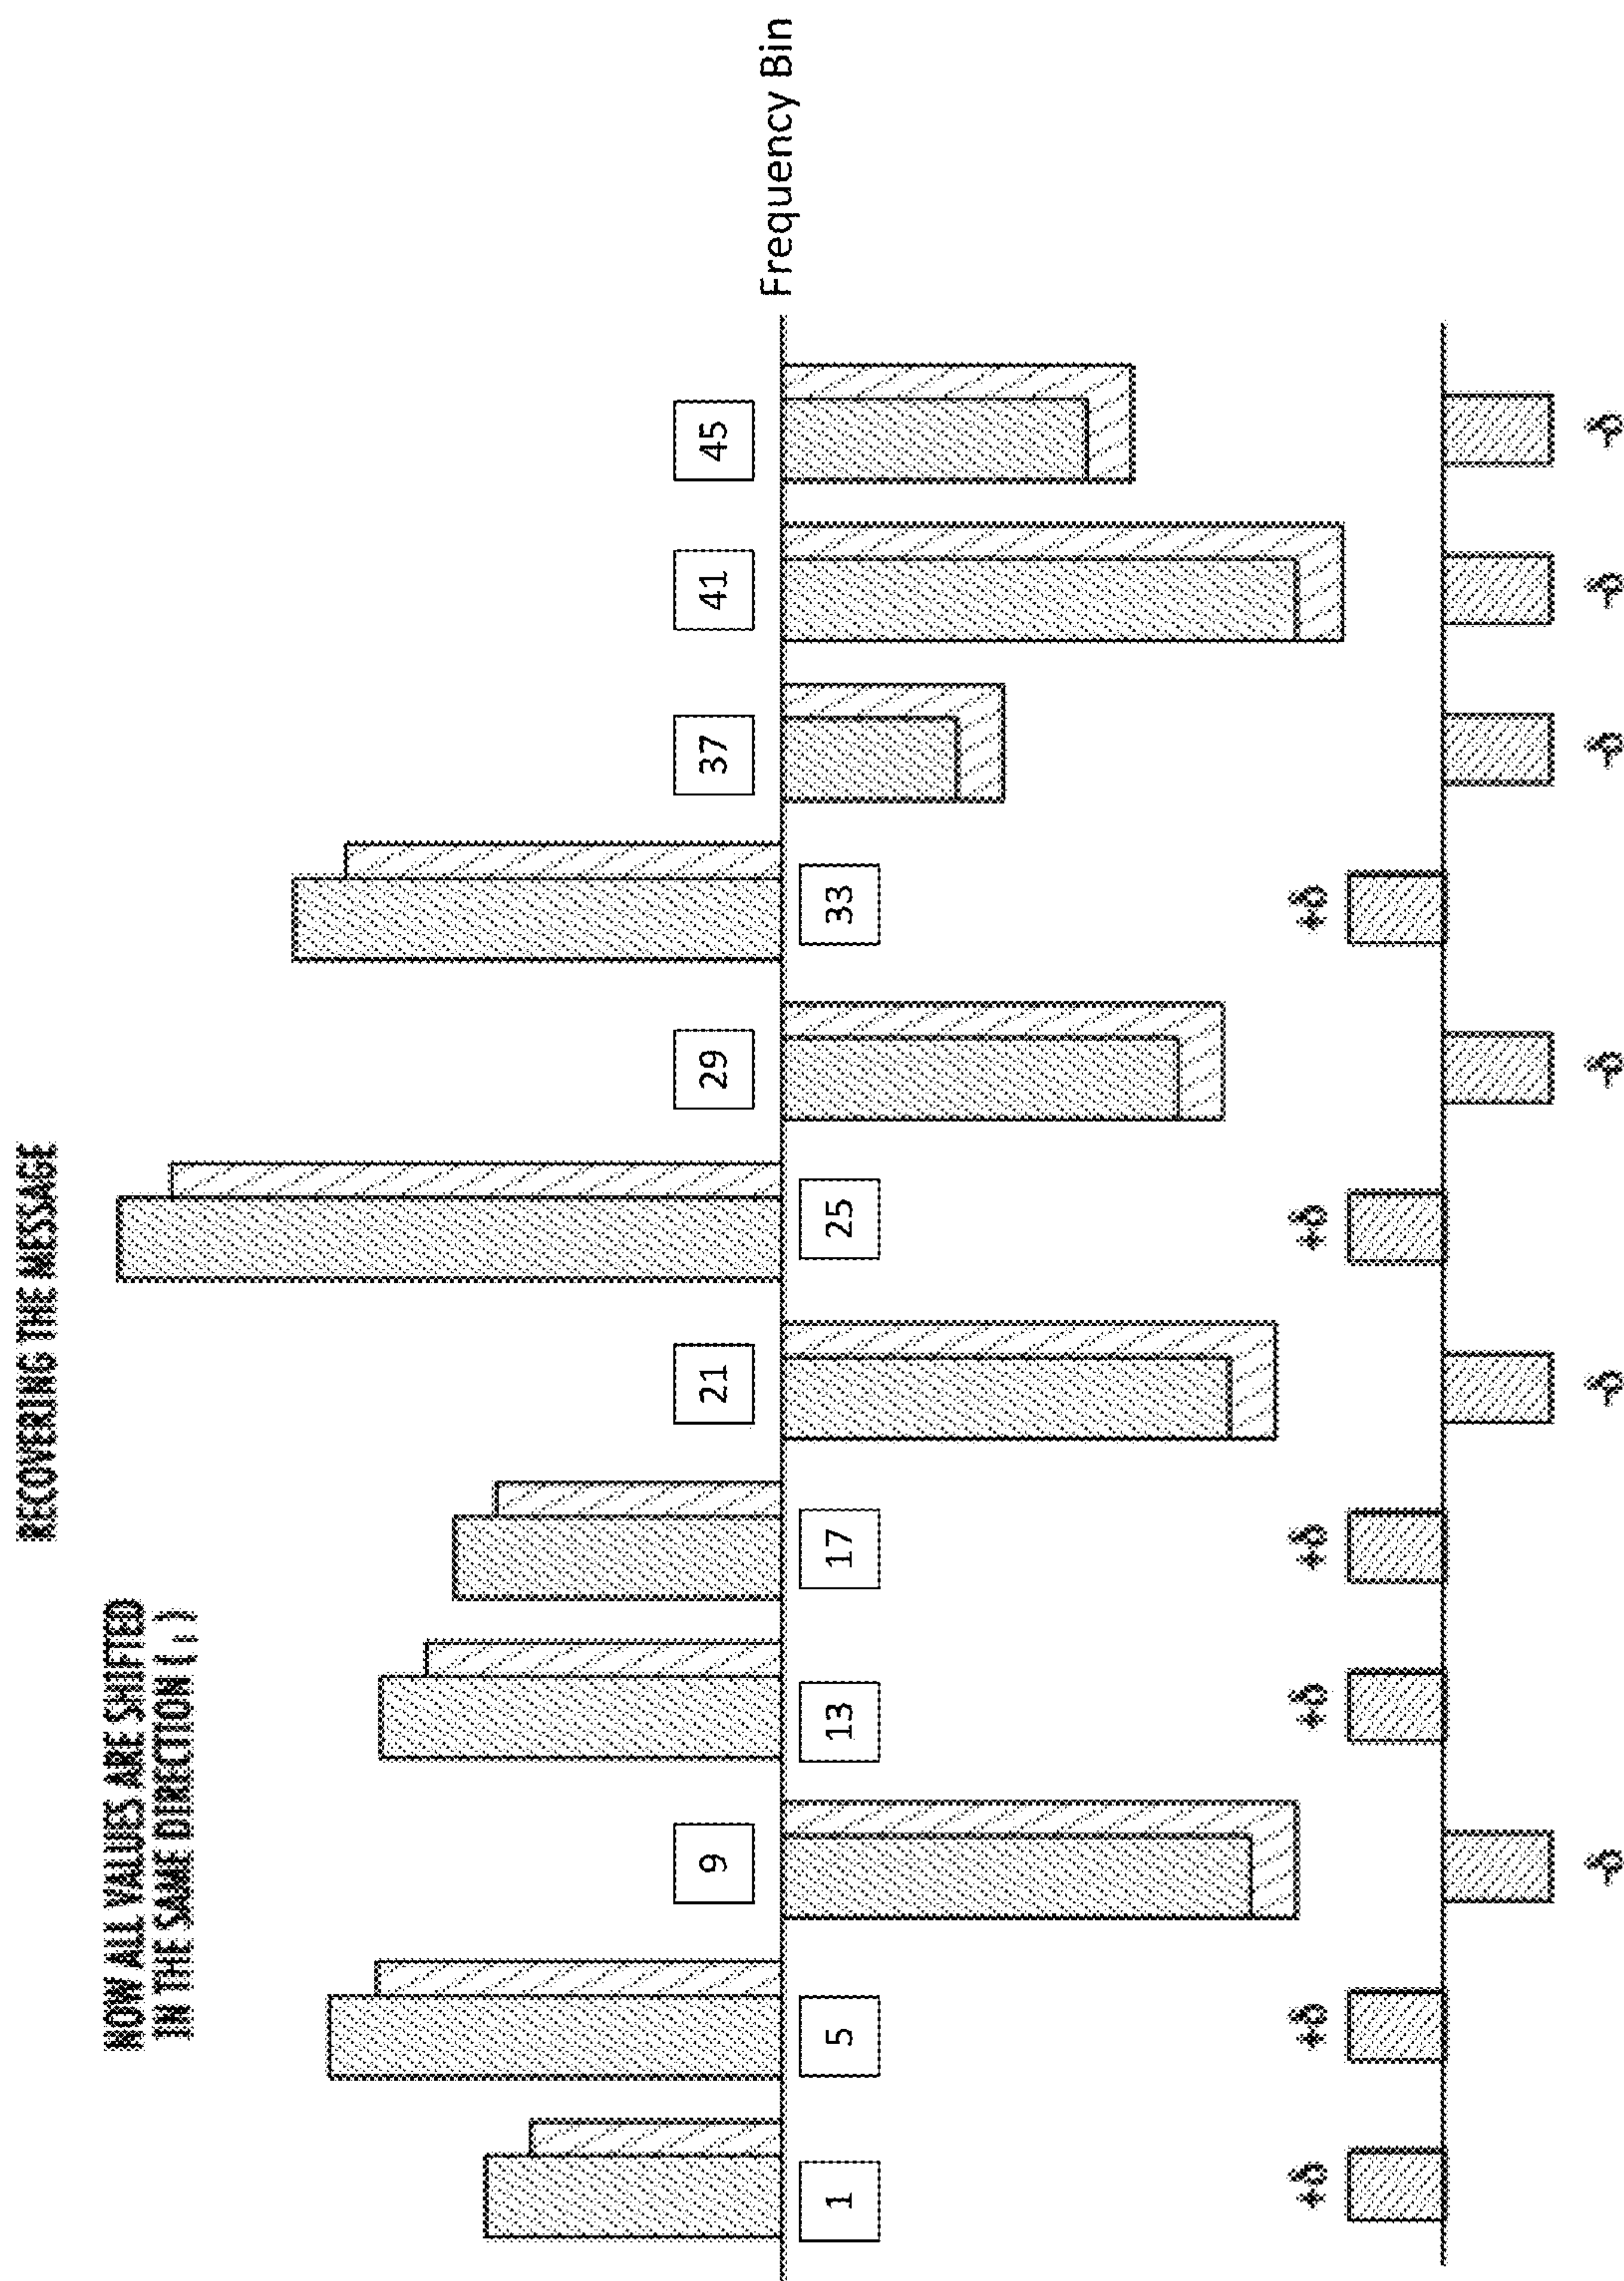 RECOVERING THE MESSAGE
NOW ALL VALUES ARE SHIFTED
IN THE SAME DIRECTION (
Frequency Bin
1
5
9
13
17
21
25
29
33
37
41
45
+δ
+δ
-δ
+δ
+δ
-δ
+δ
-δ
+δ
-δ
-δ
-δ